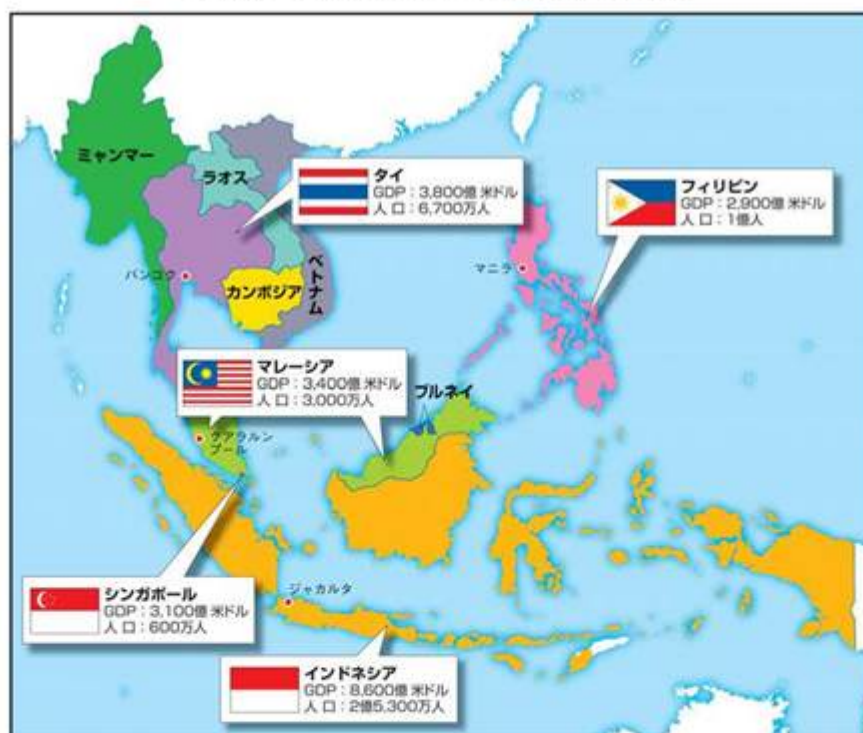 ミャンマー
ラオス
タイ
GDP：3,800億 米ドル
人 口：6,700万人
フィリピン
GDP：2,900億 米ドル
人 口：1億人
バンコク
カンボジア
ベトナム
マニラ
マレーシア
GDP：3,400億 米ドル
人 口：3,000万人
ブルネイ
クアラルン
プール
シンガポール
GDP：3,100億 米ドル
人 口：600万人
ジャカルタ
インドネシア
GDP：8,600億 米ドル
人 口：2億5,300万人